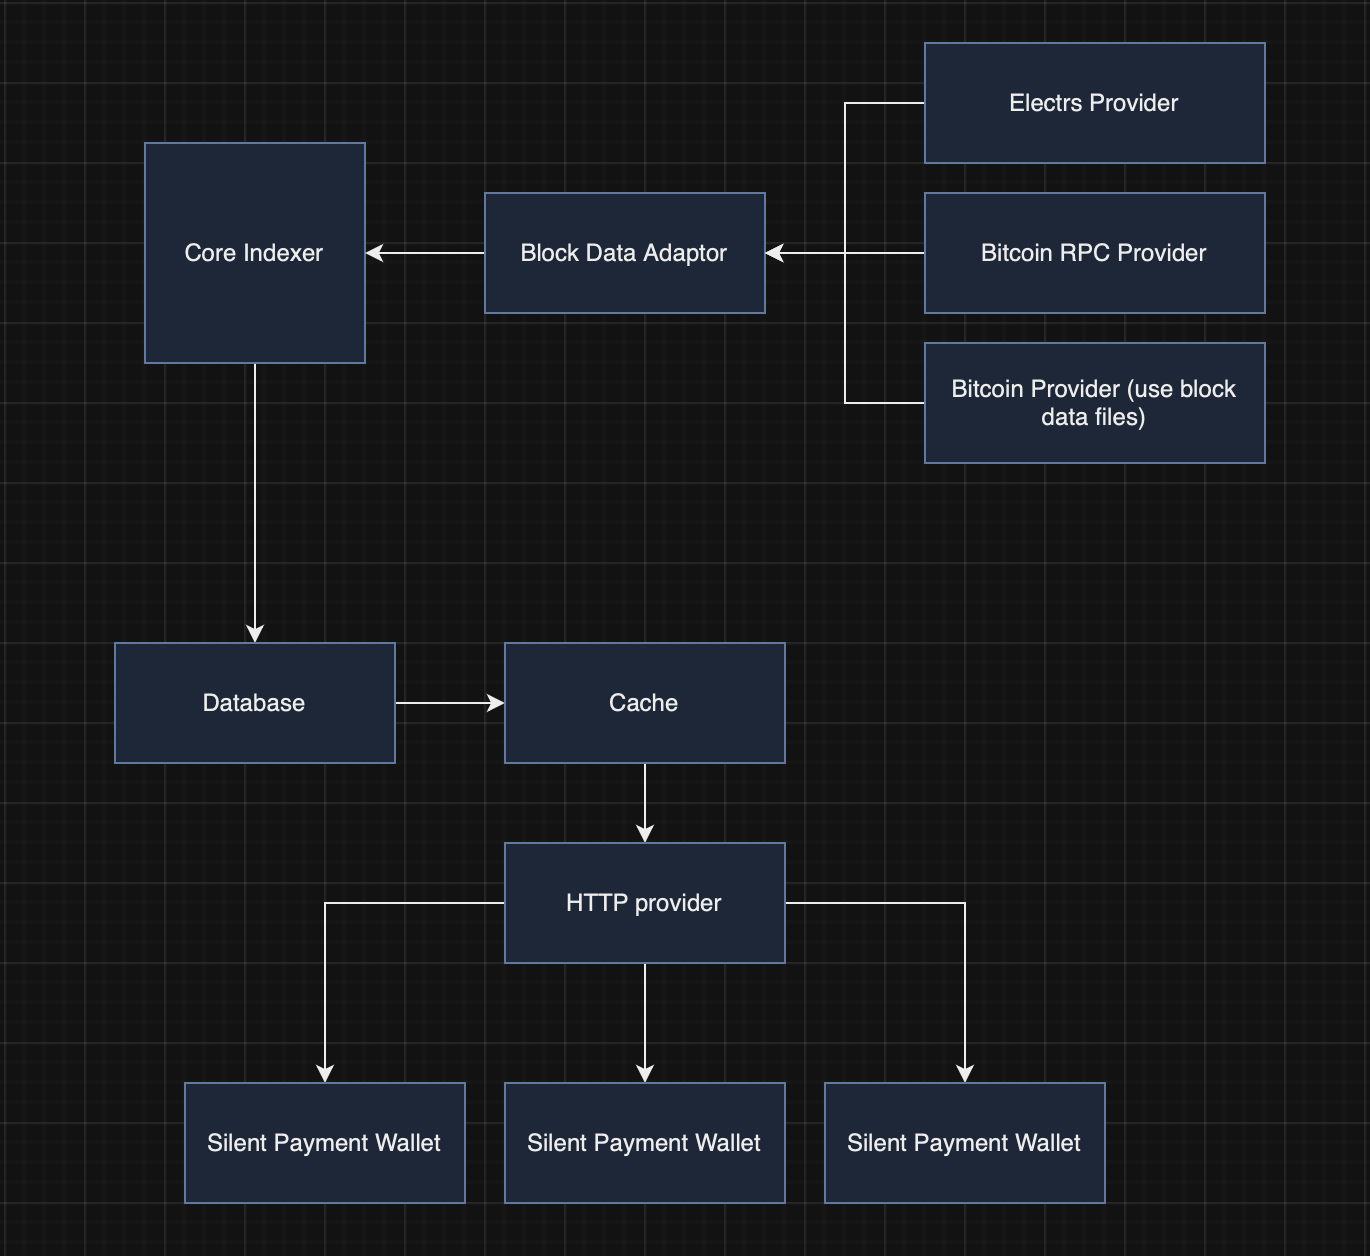 Electrs Provider
Core Indexer
Block Data Adaptor
Bitcoin RPC Provider
Bitcoin Provider (use block
data files)
Database
Cache
HTTP provider
Silent Payment Wallet
Silent Payment Wallet
Silent Payment Wallet